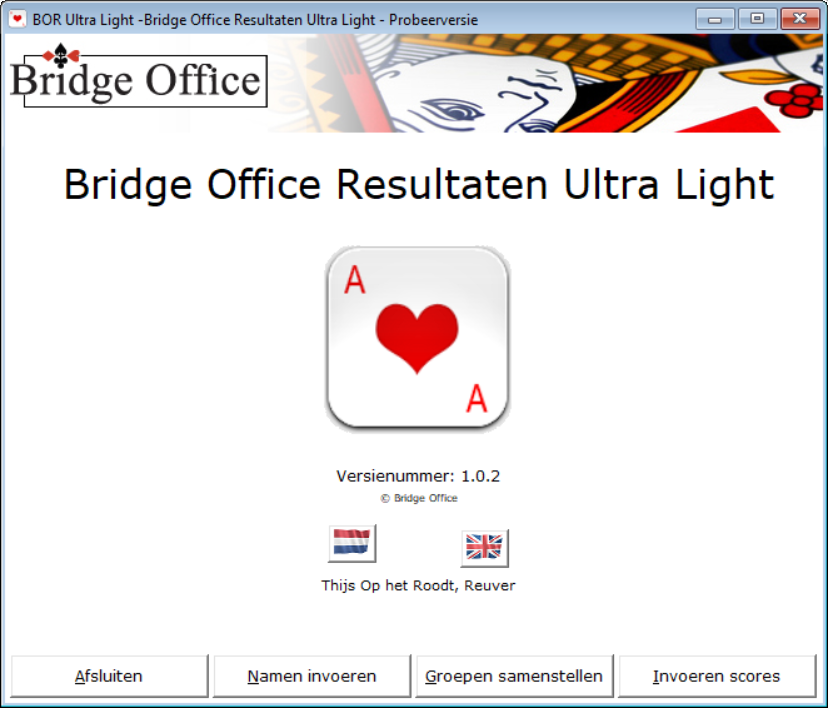 BOR Ultra Light -Bridge Office Resultaten Ultra Light - Probeerversie
Bridge Office
Bridge Office Resultaten Ultra Light
A
A
Versienummer: 1.0.2
© Bridge Office
Thijs Op het Roodt, Reuver
Afsluiten Namen invoeren Groepen samenstellen Invoeren scores